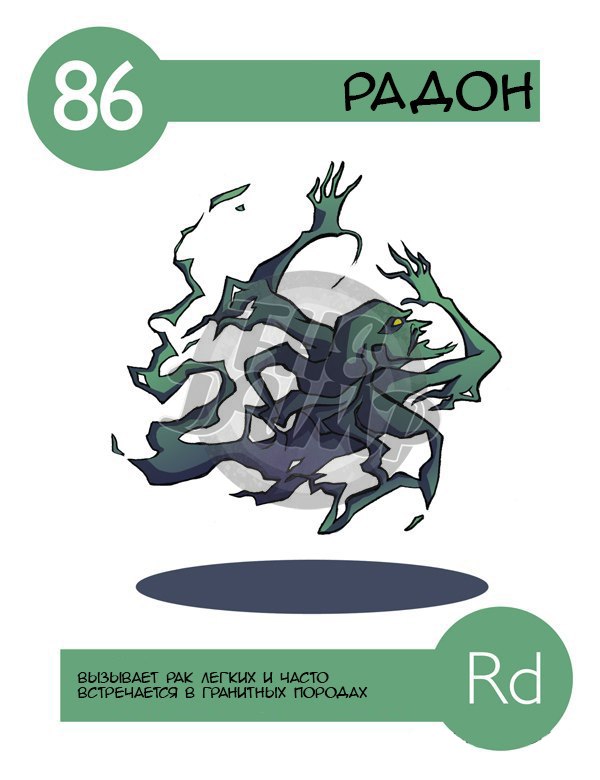 86
РАДОН
ВЫЗЫВАЕТ РАК ЛЕГКИХ И ЧАСТО
ВСТРЕЧАЕТСЯ В ГРАНИТНЫХ ПОРОДАХ
Rd